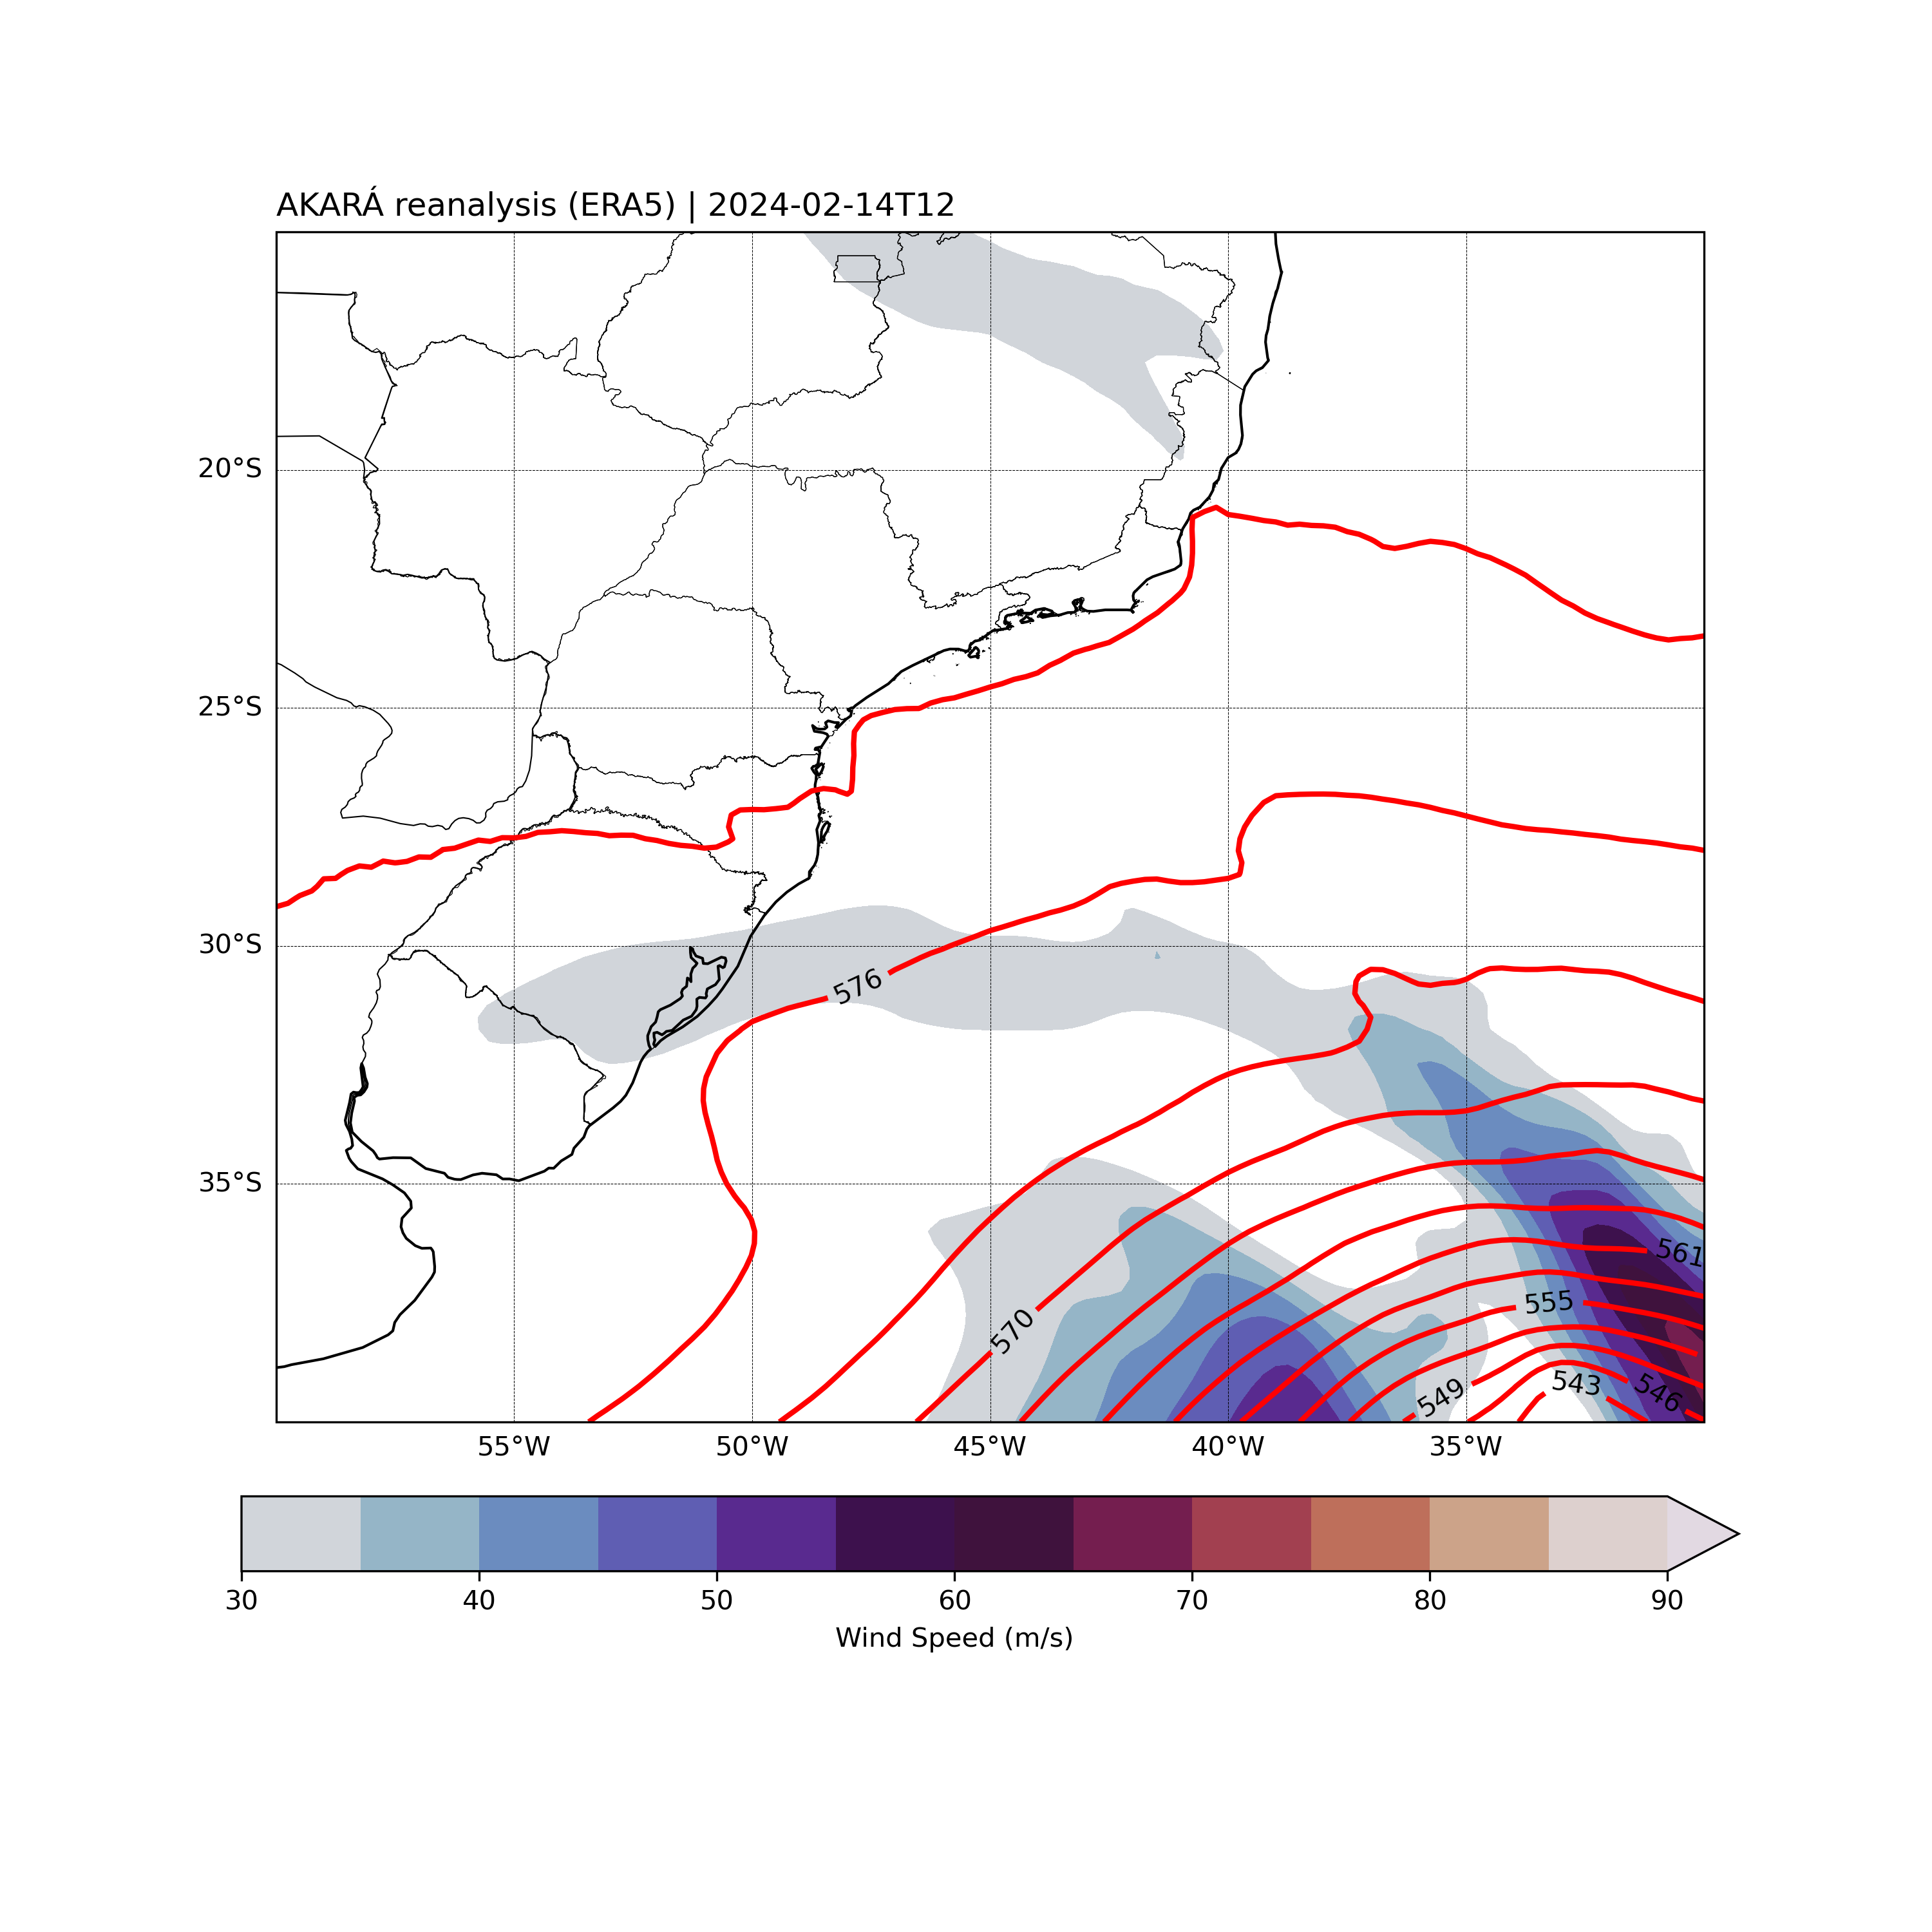 AKARÁ reanalysis (ERA5) | 2024-02-14T12
20°S
25°S
30°S
576
35°S
561
555
570
543
546
549
55°W 50°W 45°W 40°W 35°W
30 40 50 60 70 80 90
Wind Speed (m/s)